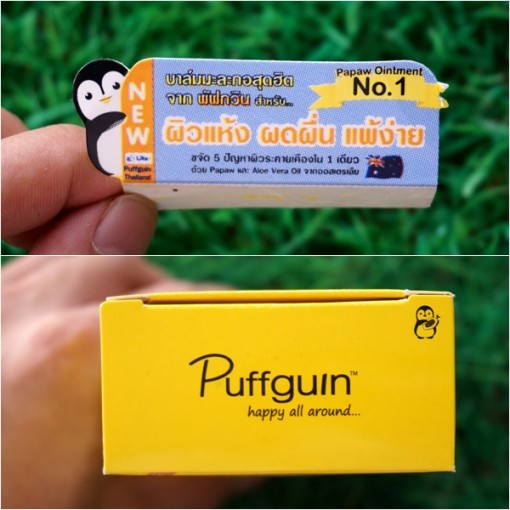 NEW
Like
Puffguin
Thailand
บาล์มมะละกอสุดฮิต
จาก พัฟกวิน สำหรับ...
Papaw Ointment
No.1
ผิวแห้ง ผดผื่น แพ้ง่าย
ขจัด 5 ปัญหาผิวระคายเคืองใน 1 เดียว
ด้วย Papaw และ Aloe Vera Oil จากออสเตรเลีย
Puffguin™
happy all around...